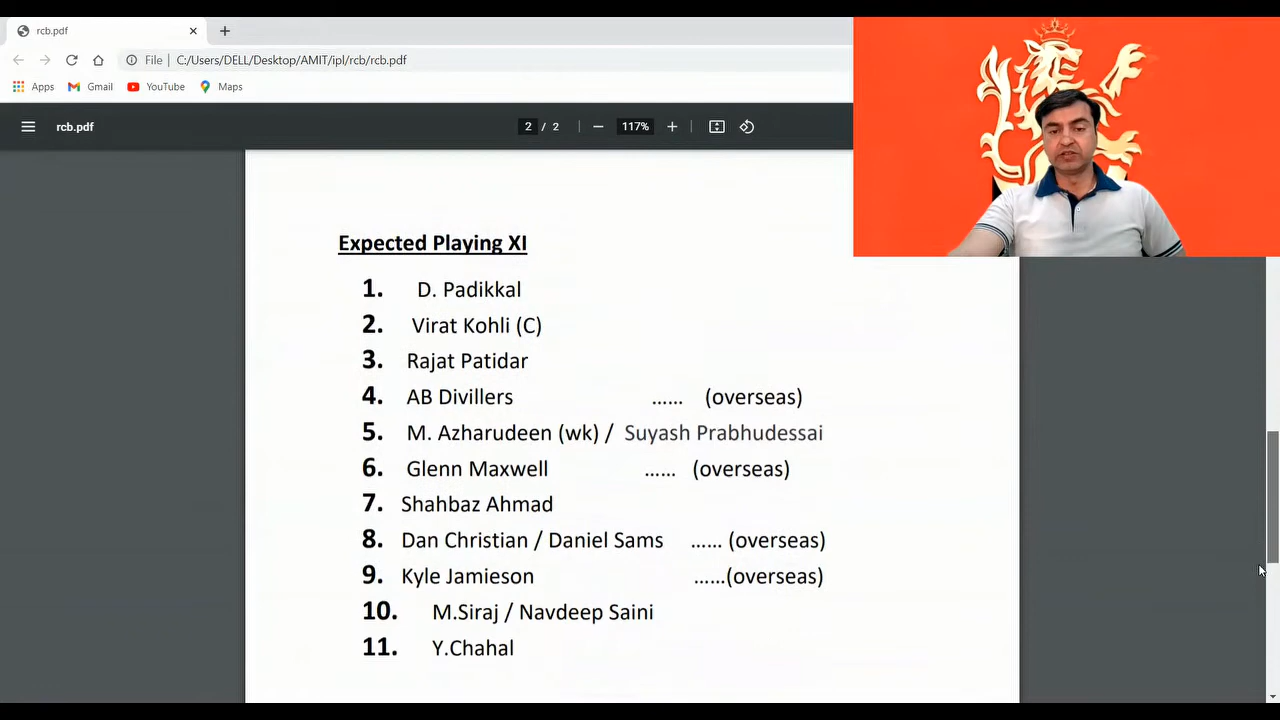 rcb.pdf
File C:/Users/DELL/Desktop/AMIT/ipl/rcb/rcb.pdf
Apps Gmail YouTube Maps
rcb.pdf 2 / 2 117%
Expected Playing XI
1. D. Padikkal
2. Virat Kohli (C)
3. Rajat Patidar
4. AB Divillers ...... (overseas)
5. M. Azharudeen (wk) / Suyash Prabhudessai
6. Glenn Maxwell ...... (overseas)
7. Shahbaz Ahmad
8. Dan Christian / Daniel Sams ...... (overseas)
9. Kyle Jamieson ......(overseas)
10. M.Siraj / Navdeep Saini
11. Y.Chahal